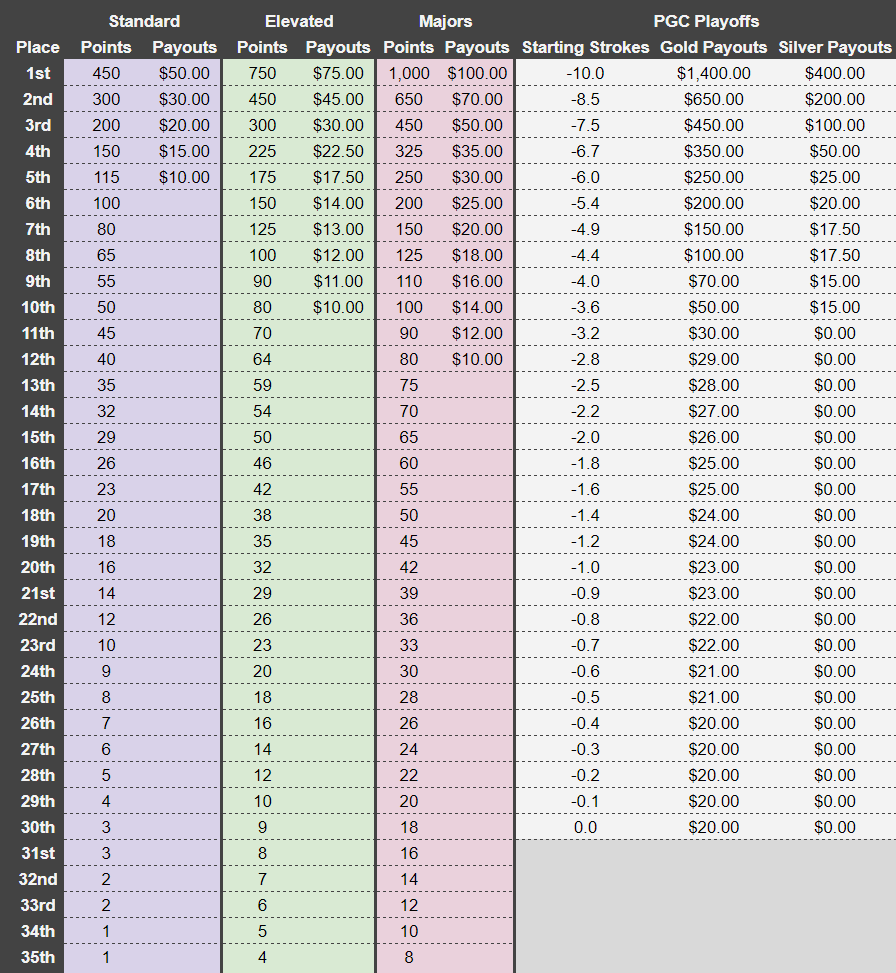 Standard Elevated Majors PGC Playoffs
Place Points Payouts Points Payouts Points Payouts Starting Strokes Gold Payouts Silver Payouts
1st 450 $50.00 750 $75.00 1,000 $100.00 -10.0 $1,400.00 $400.00
2nd 300 $30.00 450 $45.00 650 $70.00 -8.5 $650.00 $200.00
3rd 200 $20.00 300 $30.00 450 $50.00 -7.5 $450.00 $100.00
4th 150 $15.00 225 $22.50 325 $35.00 -6.7 $350.00 $50.00
5th 115 $10.00 175 $17.50 250 $30.00 -6.0 $250.00 $25.00
6th 100 150 $14.00 200 $25.00 -5.4 $200.00 $20.00
7th 80 125 $13.00 150 $20.00 -4.9 $150.00 $17.50
8th 65 100 $12.00 125 $18.00 -4.4 $100.00 $17.50
9th 55 90 $11.00 110 $16.00 -4.0 $70.00 $15.00
10th 50 80 $10.00 100 $14.00 -3.6 $50.00 $15.00
11th 45 70 90 $12.00 -3.2 $30.00 $0.00
12th 40 64 80 $10.00 -2.8 $29.00 $0.00
13th 35 59 75 -2.5 $28.00 $0.00
14th 32 54 70 -2.2 $27.00 $0.00
15th 29 50 65 -2.0 $26.00 $0.00
16th 26 46 60 -1.8 $25.00 $0.00
17th 23 42 55 -1.6 $25.00 $0.00
18th 20 38 50 -1.4 $24.00 $0.00
19th 18 35 45 -1.2 $24.00 $0.00
20th 16 32 42 -1.0 $23.00 $0.00
21st 14 29 39 -0.9 $23.00 $0.00
22nd 12 26 36 -0.8 $22.00 $0.00
23rd 10 23 33 -0.7 $22.00 $0.00
24th 9 20 30 -0.6 $21.00 $0.00
25th 8 18 28 -0.5 $21.00 $0.00
26th 7 16 26 -0.4 $20.00 $0.00
27th 6 14 24 -0.3 $20.00 $0.00
28th 5 12 22 -0.2 $20.00 $0.00
29th 4 10 20 -0.1 $20.00 $0.00
30th 3 9 18 0.0 $20.00 $0.00
31st 3 8 16
32nd 2 7 14
33rd 2 6 12
34th 1 5 10
35th 1 4 8